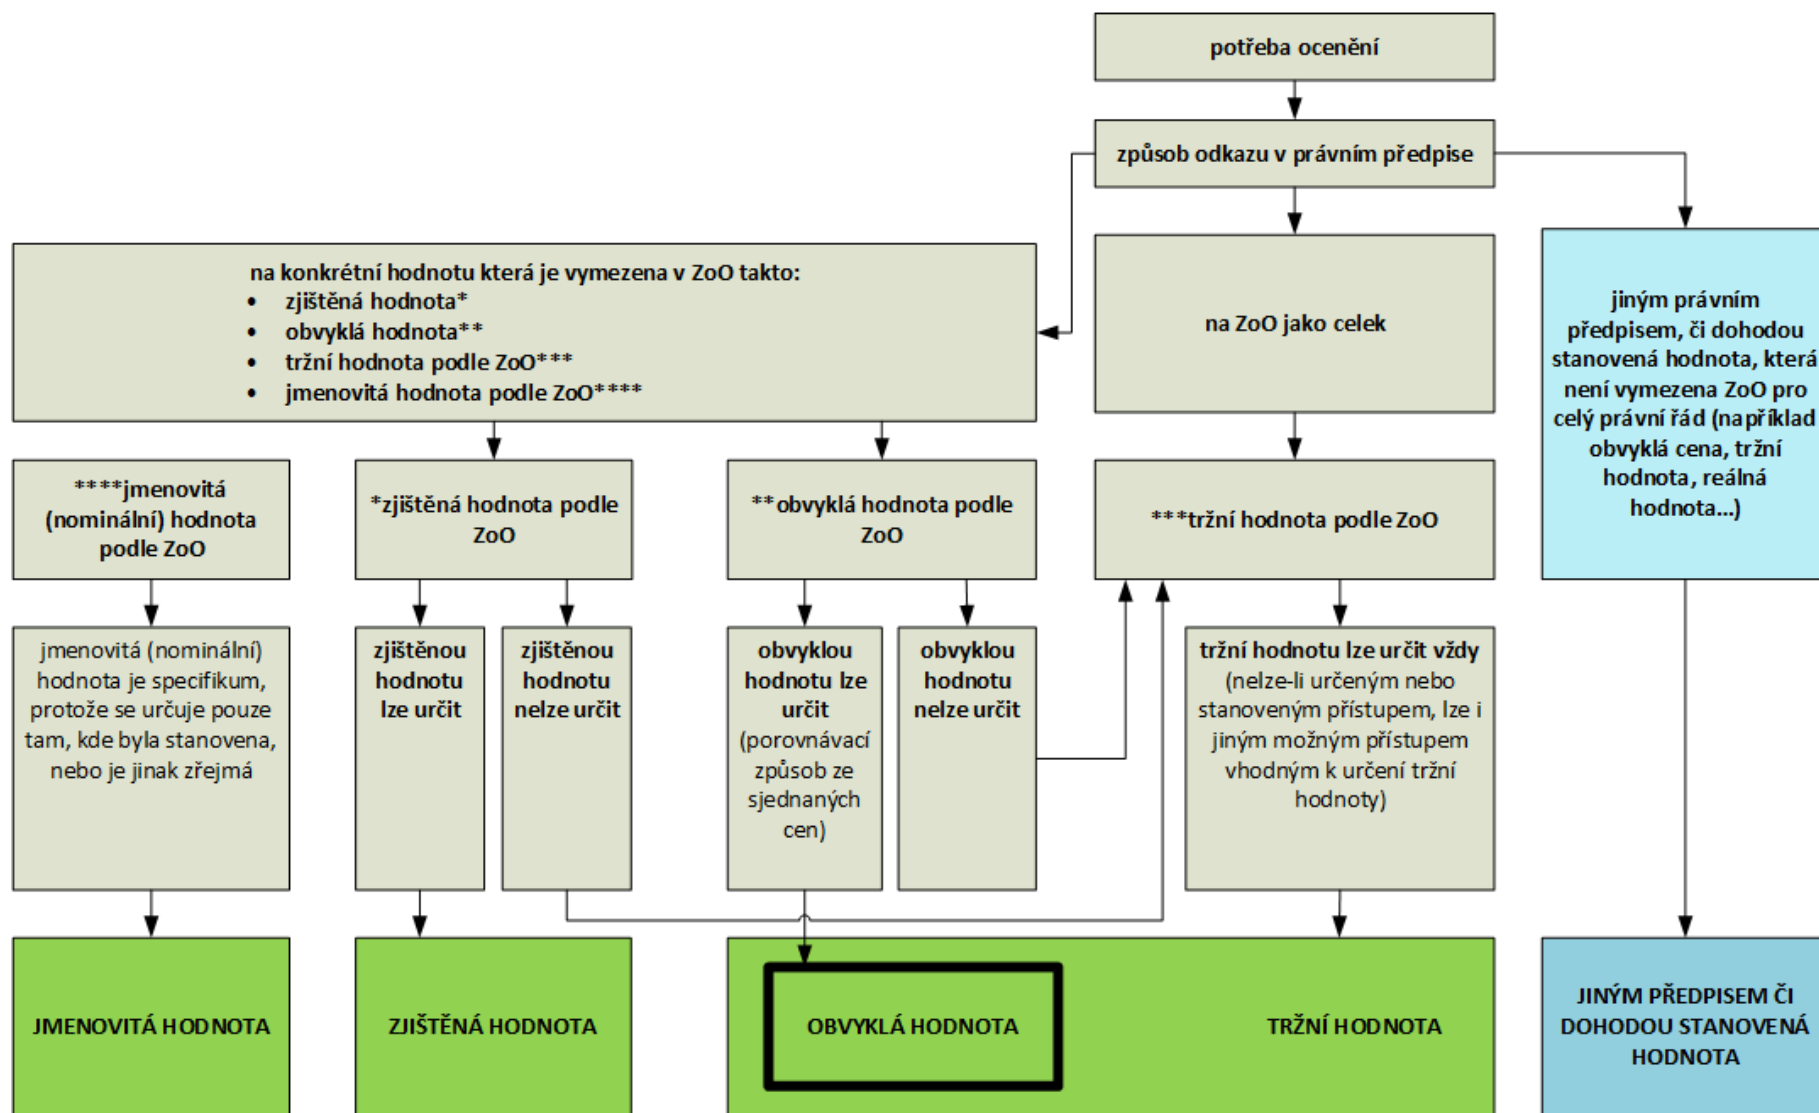 potřeba ocenění
způsob odkazu v právním předpise
na konkrétní hodnotu která je vymezena v ZoO takto:
• zjištěná hodnota*
• obvyklá hodnota**
• tržní hodnota podle ZoO***
• jmenovitá hodnota podle ZoO****
na ZoO jako celek
jiným právním
předpisem, či dohodou
stanovená hodnota, která
není vymezena ZoO pro
celý právní řád (například
obvyklá cena, tržní
hodnota, reálná
hodnota...)
****jmenovitá
(nominální) hodnota
podle ZoO
*zjištěná hodnota podle
ZoO
**obvyklá hodnota podle
ZoO
***tržní hodnota podle ZoO
jmenovitá (nominální)
hodnota je specifikum,
protože se určuje pouze
tam, kde byla stanovena,
nebo je jinak zřejmá
zjištěnou
hodnotu
lze určit
zjištěnou
hodnotu
nelze určit
obvyklou
hodnotu lze
určit
(porovnávací
způsob ze
sjednaných
cen)
obvyklou
hodnotu
nelze určit
tržní hodnotu lze určit vždy
(nelze-li určeným nebo
stanoveným přístupem, lze i
jiným možným přístupem
vhodným k určení tržní
hodnoty)
JMENOVITÁ HODNOTA
ZJIŠTĚNÁ HODNOTA
OBVYKLÁ HODNOTA
TRŽNÍ HODNOTA
JINÝM PŘEDPISEM ČI
DOHODOU STANOVENÁ
HODNOTA